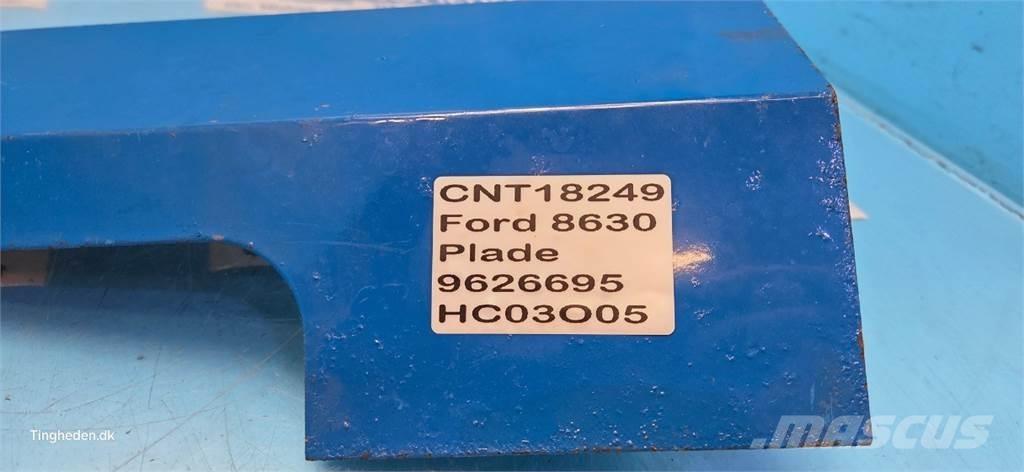 CNT18249
Ford 8630
Plade
9626695
HC03O05
Tingheden.dk
MASCUS